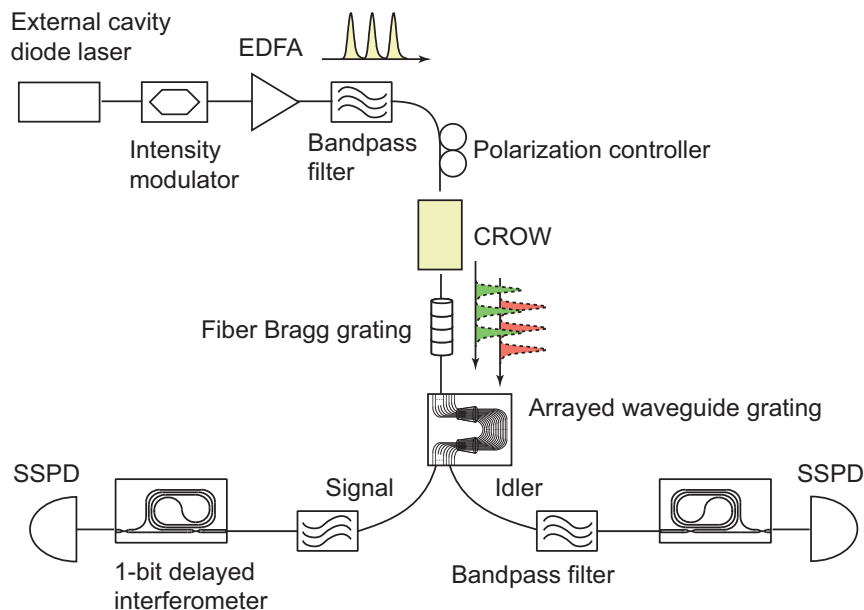 External cavity
diode laser
EDFA
Intensity
modulator
Bandpass
filter
Polarization controller
CROW
Fiber Bragg grating
Arrayed waveguide grating
SSPD
Signal
Idler
SSPD
1-bit delayed
interferometer
Bandpass filter